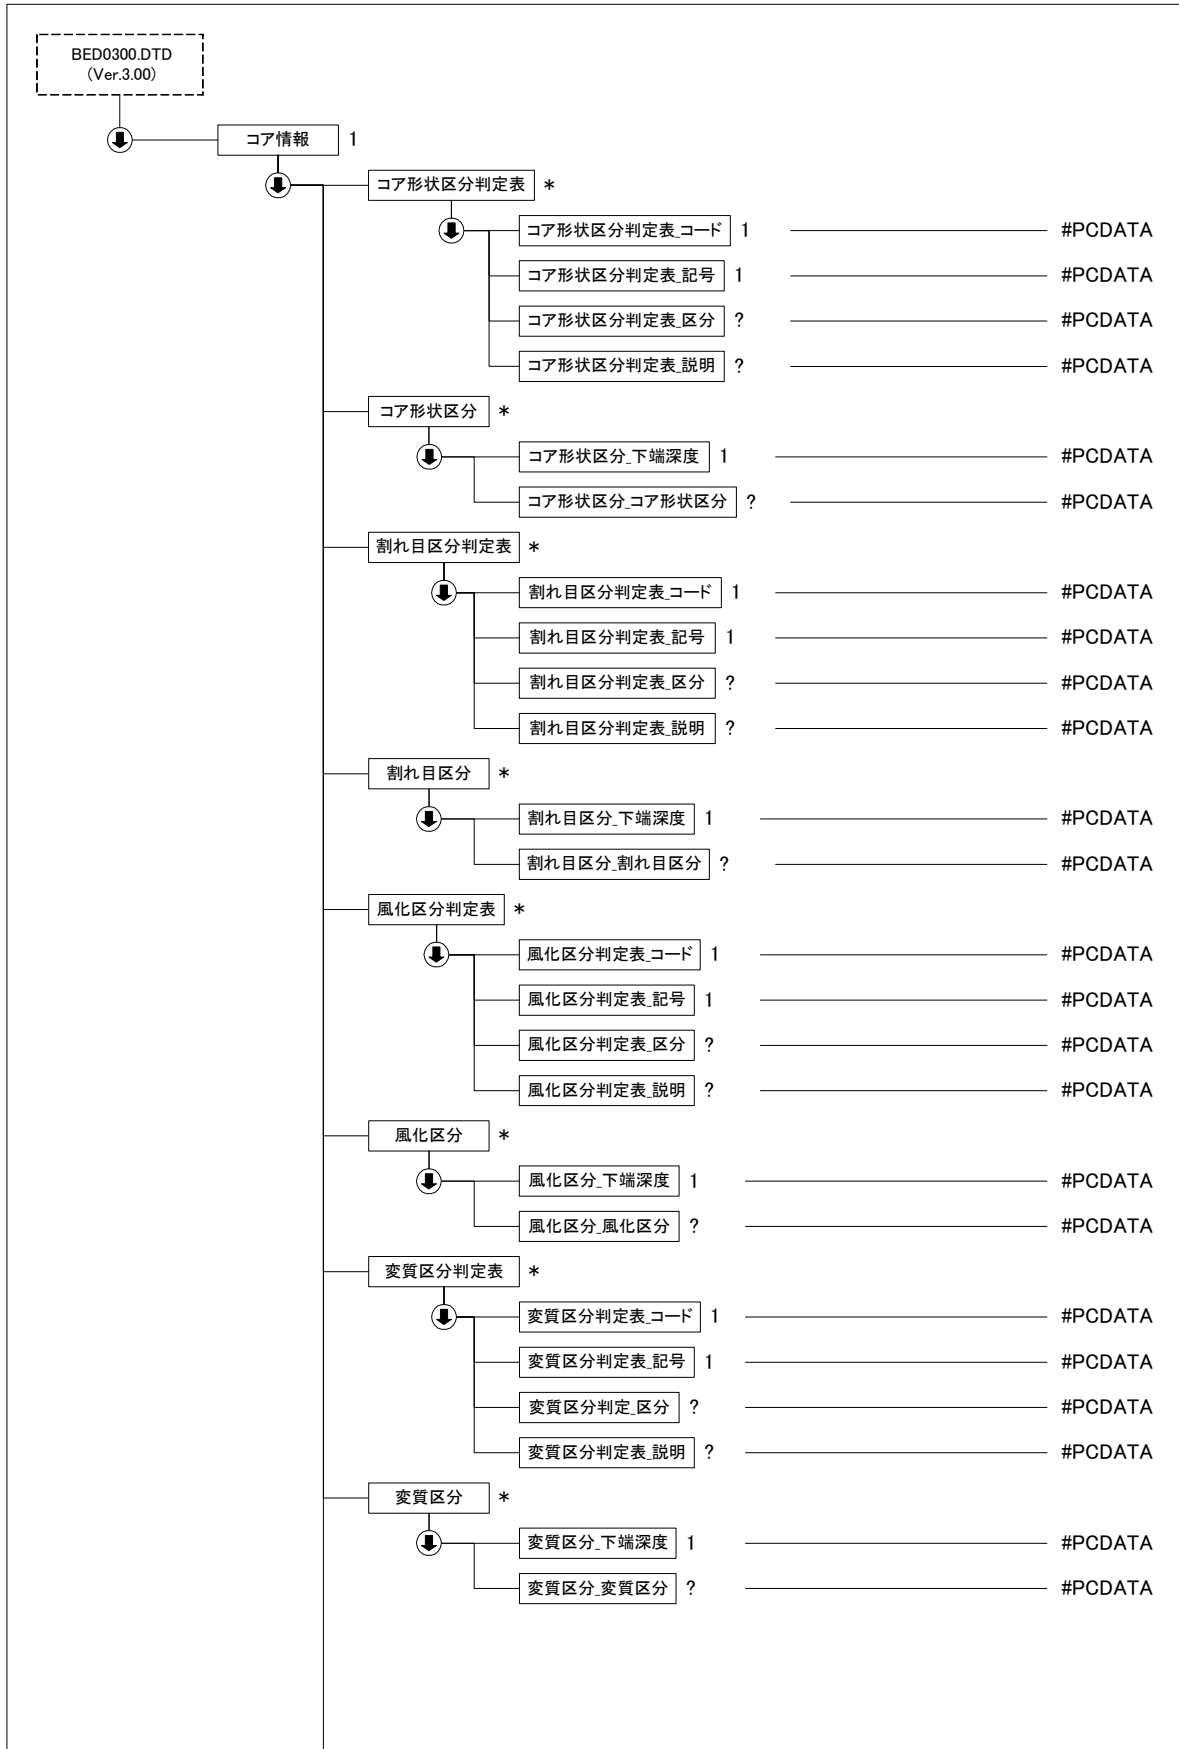 BED0300.DTD
(Ver.3.00)
コア情報 1
コア形状区分判定表 *
コア形状区分判定表_コード 1 #PCDATA
コア形状区分判定表_記号 1 #PCDATA
コア形状区分判定表_区分 ? #PCDATA
コア形状区分判定表_説明 ? #PCDATA
コア形状区分 *
コア形状区分_下端深度 1 #PCDATA
コア形状区分_コア形状区分 ? #PCDATA
割れ目区分判定表 *
割れ目区分判定表_コード 1 #PCDATA
割れ目区分判定表_記号 1 #PCDATA
割れ目区分判定表_区分 ? #PCDATA
割れ目区分判定表_説明 ? #PCDATA
割れ目区分 *
割れ目区分_下端深度 1 #PCDATA
割れ目区分_割れ目区分 ? #PCDATA
風化区分判定表 *
風化区分判定表_コード 1 #PCDATA
風化区分判定表_記号 1 #PCDATA
風化区分判定表_区分 ? #PCDATA
風化区分判定表_説明 ? #PCDATA
風化区分 *
風化区分_下端深度 1 #PCDATA
風化区分_風化区分 ? #PCDATA
変質区分判定表 *
変質区分判定表_コード 1 #PCDATA
変質区分判定表_記号 1 #PCDATA
変質区分判定_区分 ? #PCDATA
変質区分判定表_説明 ? #PCDATA
変質区分 *
変質区分_下端深度 1 #PCDATA
変質区分_変質区分 ? #PCDATA